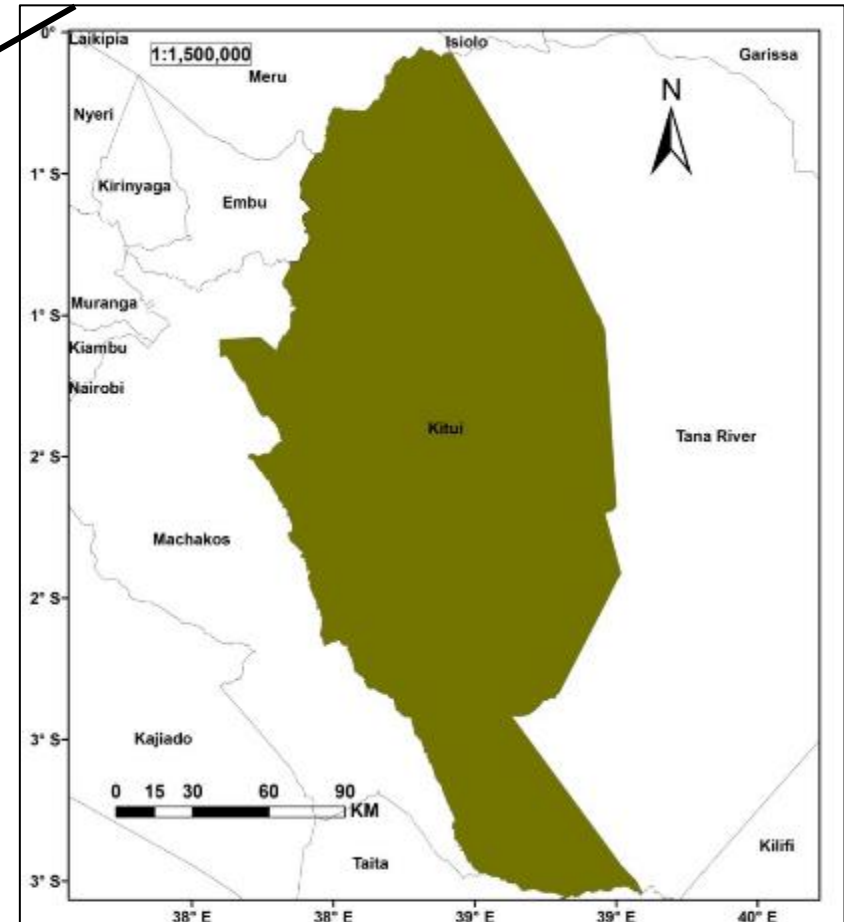 0°
Laikipia
1:1,500,000
Isiolo
Meru
Garissa
N
Nyeri
1° S
Kirinyaga
Embu
Muranga
1° S
Kiambu
Nairobi
Kitui
Tana River
2° S
Machakos
2° S
3° S
Kajiado
0 15 30 60 90
KM
Taita
Kilifi
3° S
38° E 38° E 39° E 39° E 40° E